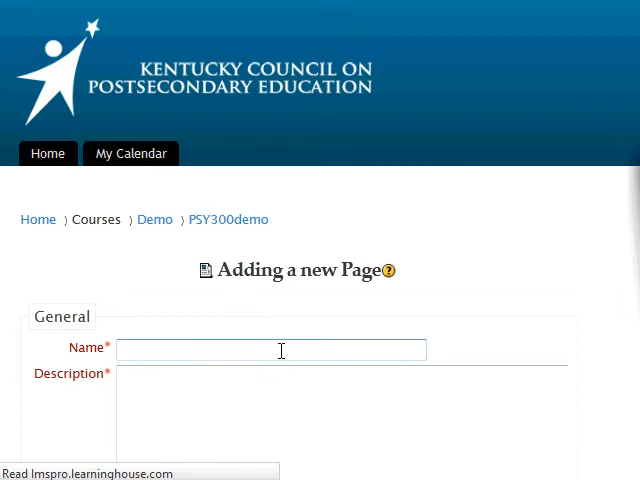 KENTUCKY COUNCIL ON
POSTSECONDARY EDUCATION
Home
My Calendar
Home ⟩ Courses ⟩ Demo ⟩ PSY300demo
Adding a new Page?
General
Name*
Description*
Read lmspro.learninghouse.com